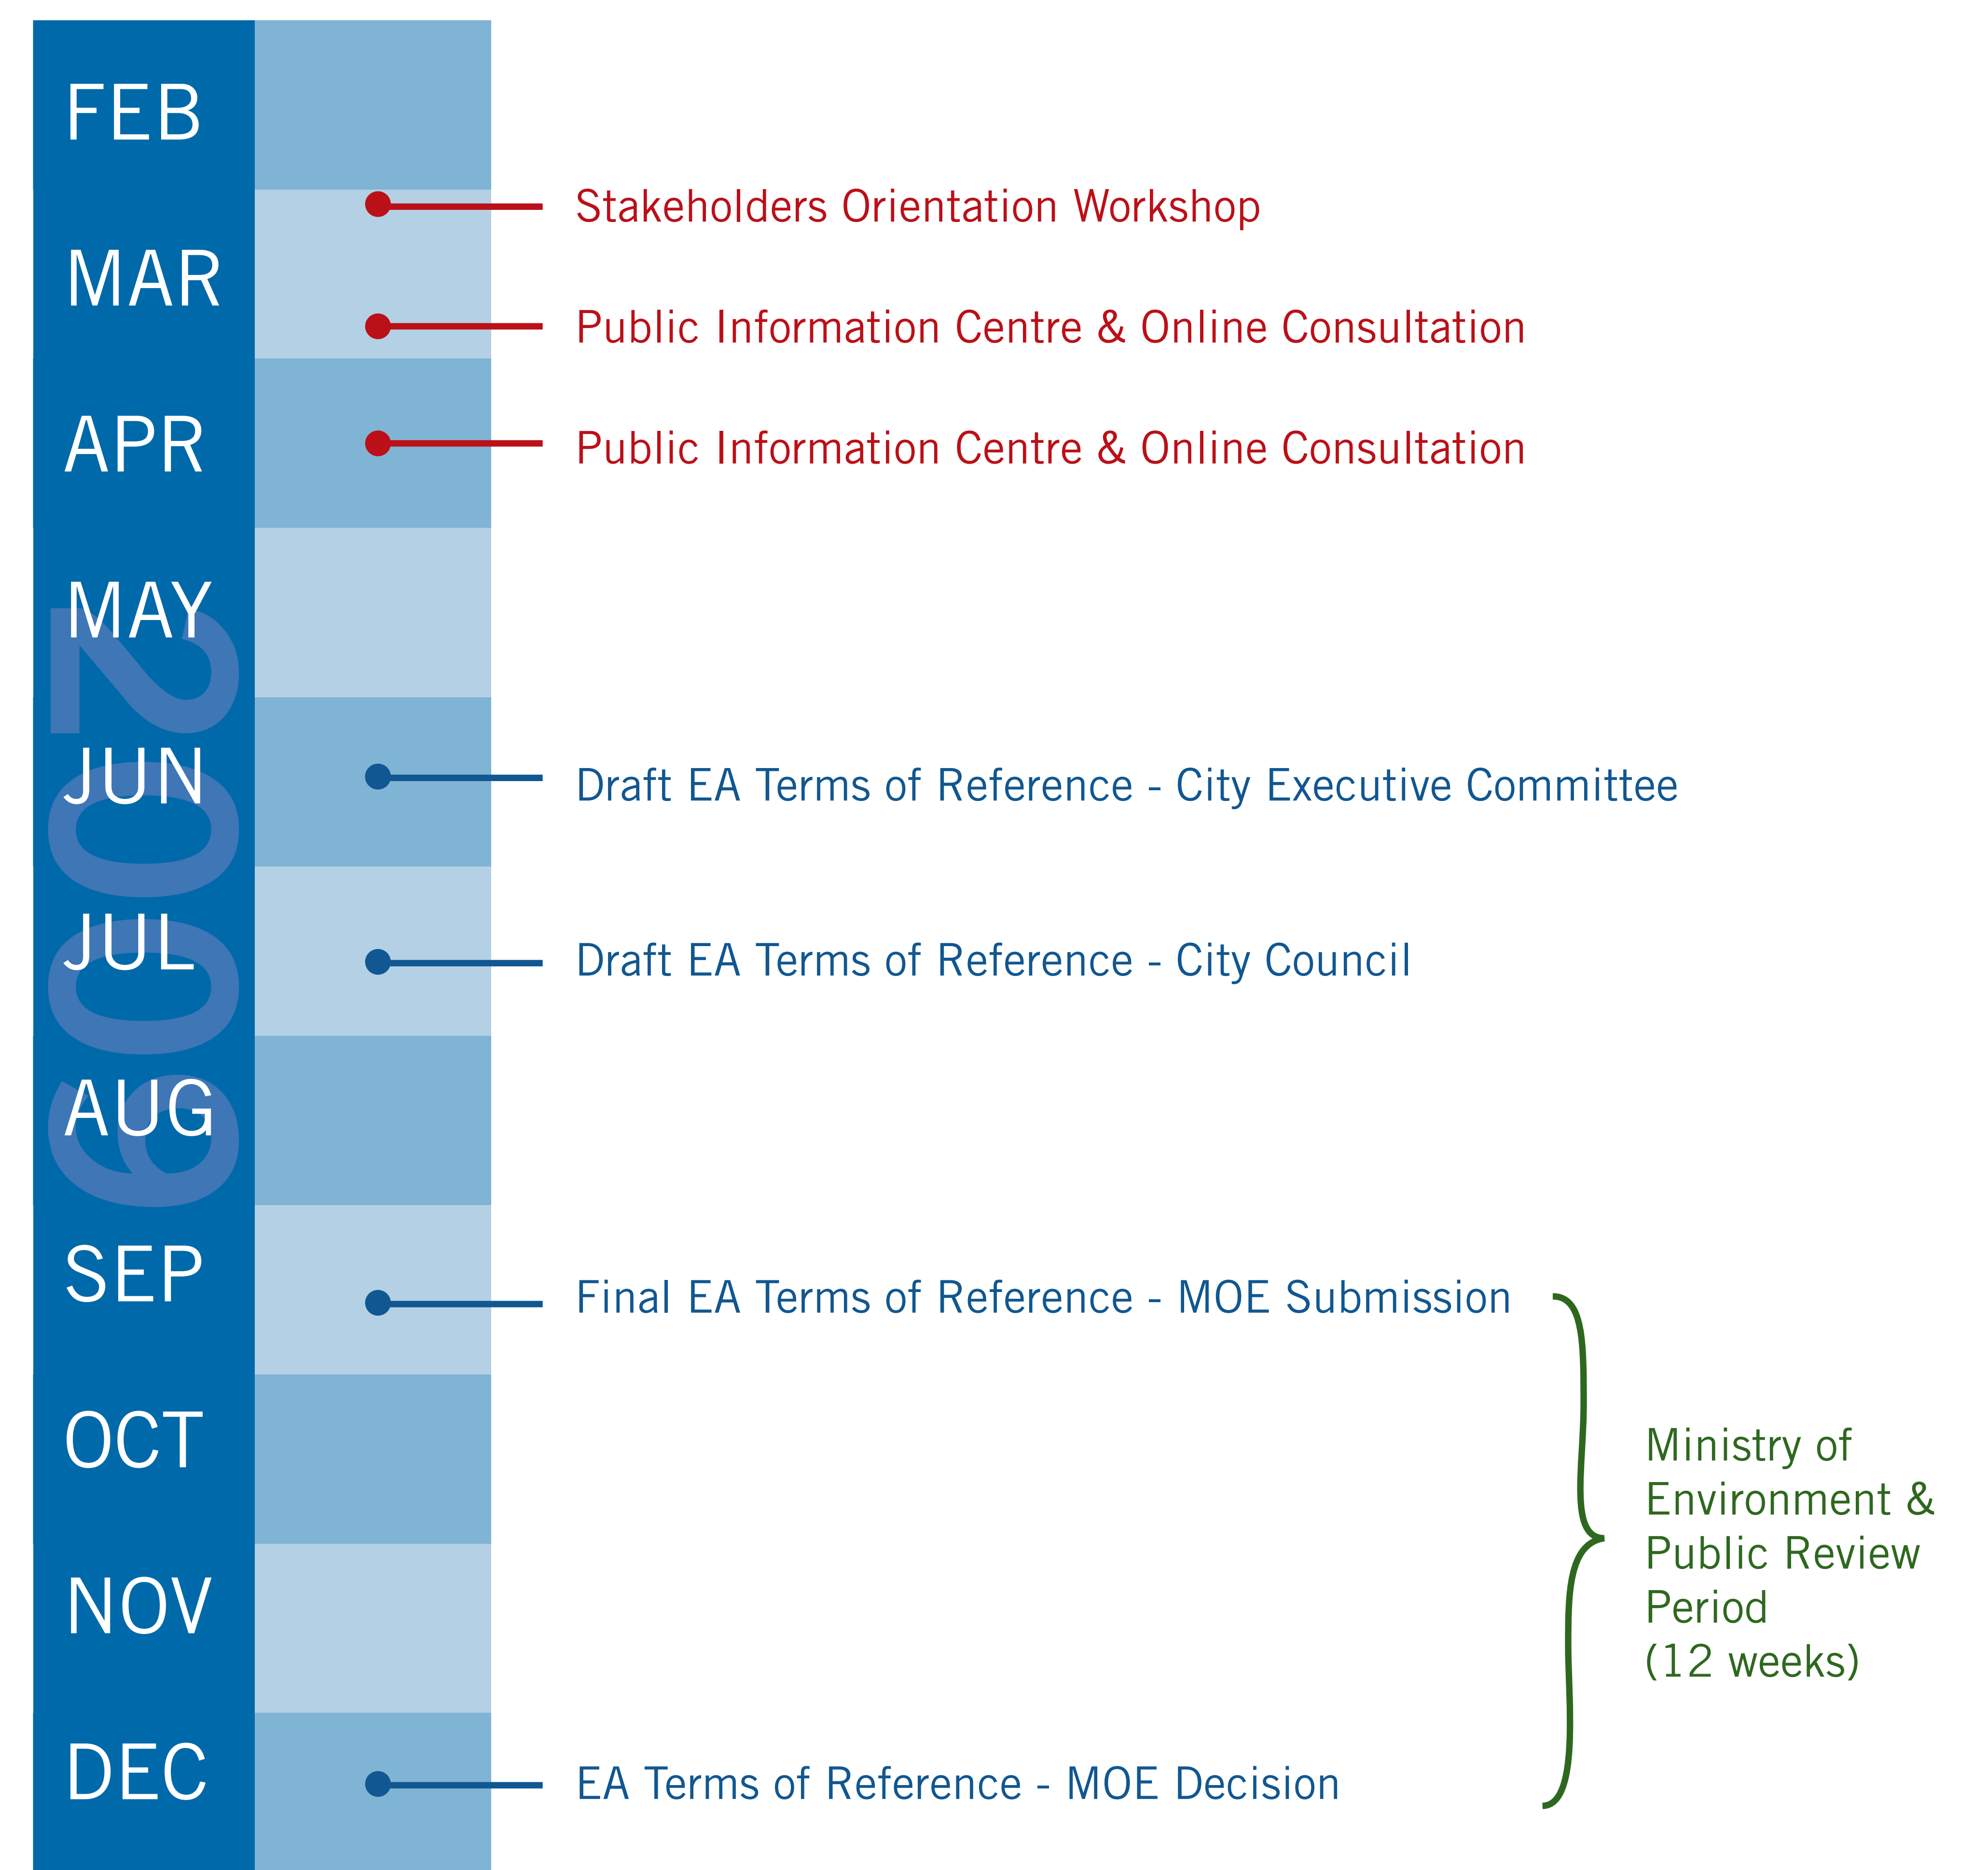 FEB
Stakeholders Orientation Workshop
MAR
Public Information Centre & Online Consultation
APR
Public Information Centre & Online Consultation
MAY
2009
JUN
Draft EA Terms of Reference - City Executive Committee
JUL
Draft EA Terms of Reference - City Council
AUG
SEP
Final EA Terms of Reference - MOE Submission
OCT
Ministry of
Environment &
Public Review
Period
(12 weeks)
NOV
DEC
EA Terms of Reference - MOE Decision